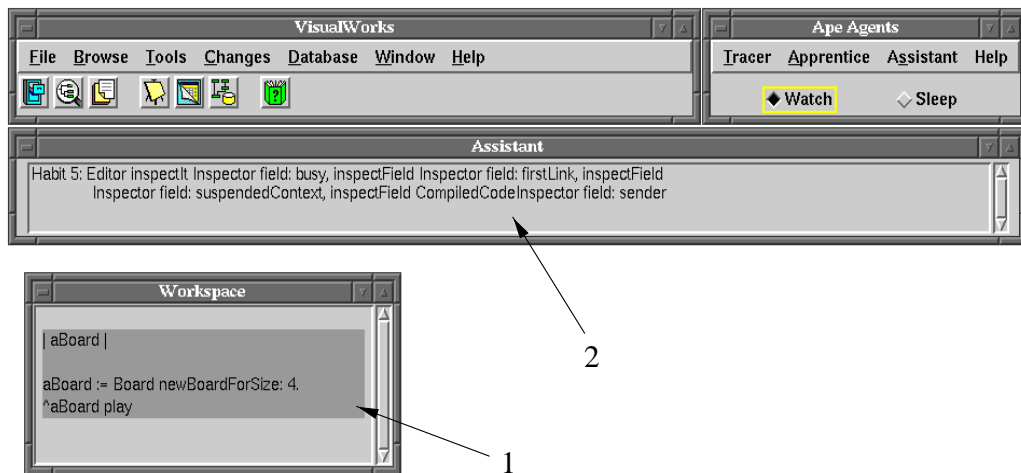 VisualWorks
File Browse Tools Changes Database Window Help
Ape Agents
Tracer Apprentice Assistant Help
Watch Sleep
Assistant
Habit 5: Editor inspectIt Inspector field: busy, inspectField Inspector field: firstLink, inspectField
Inspector field: suspendedContext, inspectField CompiledCodeInspector field: sender
Workspace
| aBoard |
aBoard := Board newBoardForSize: 4.
^aBoard play
2
1